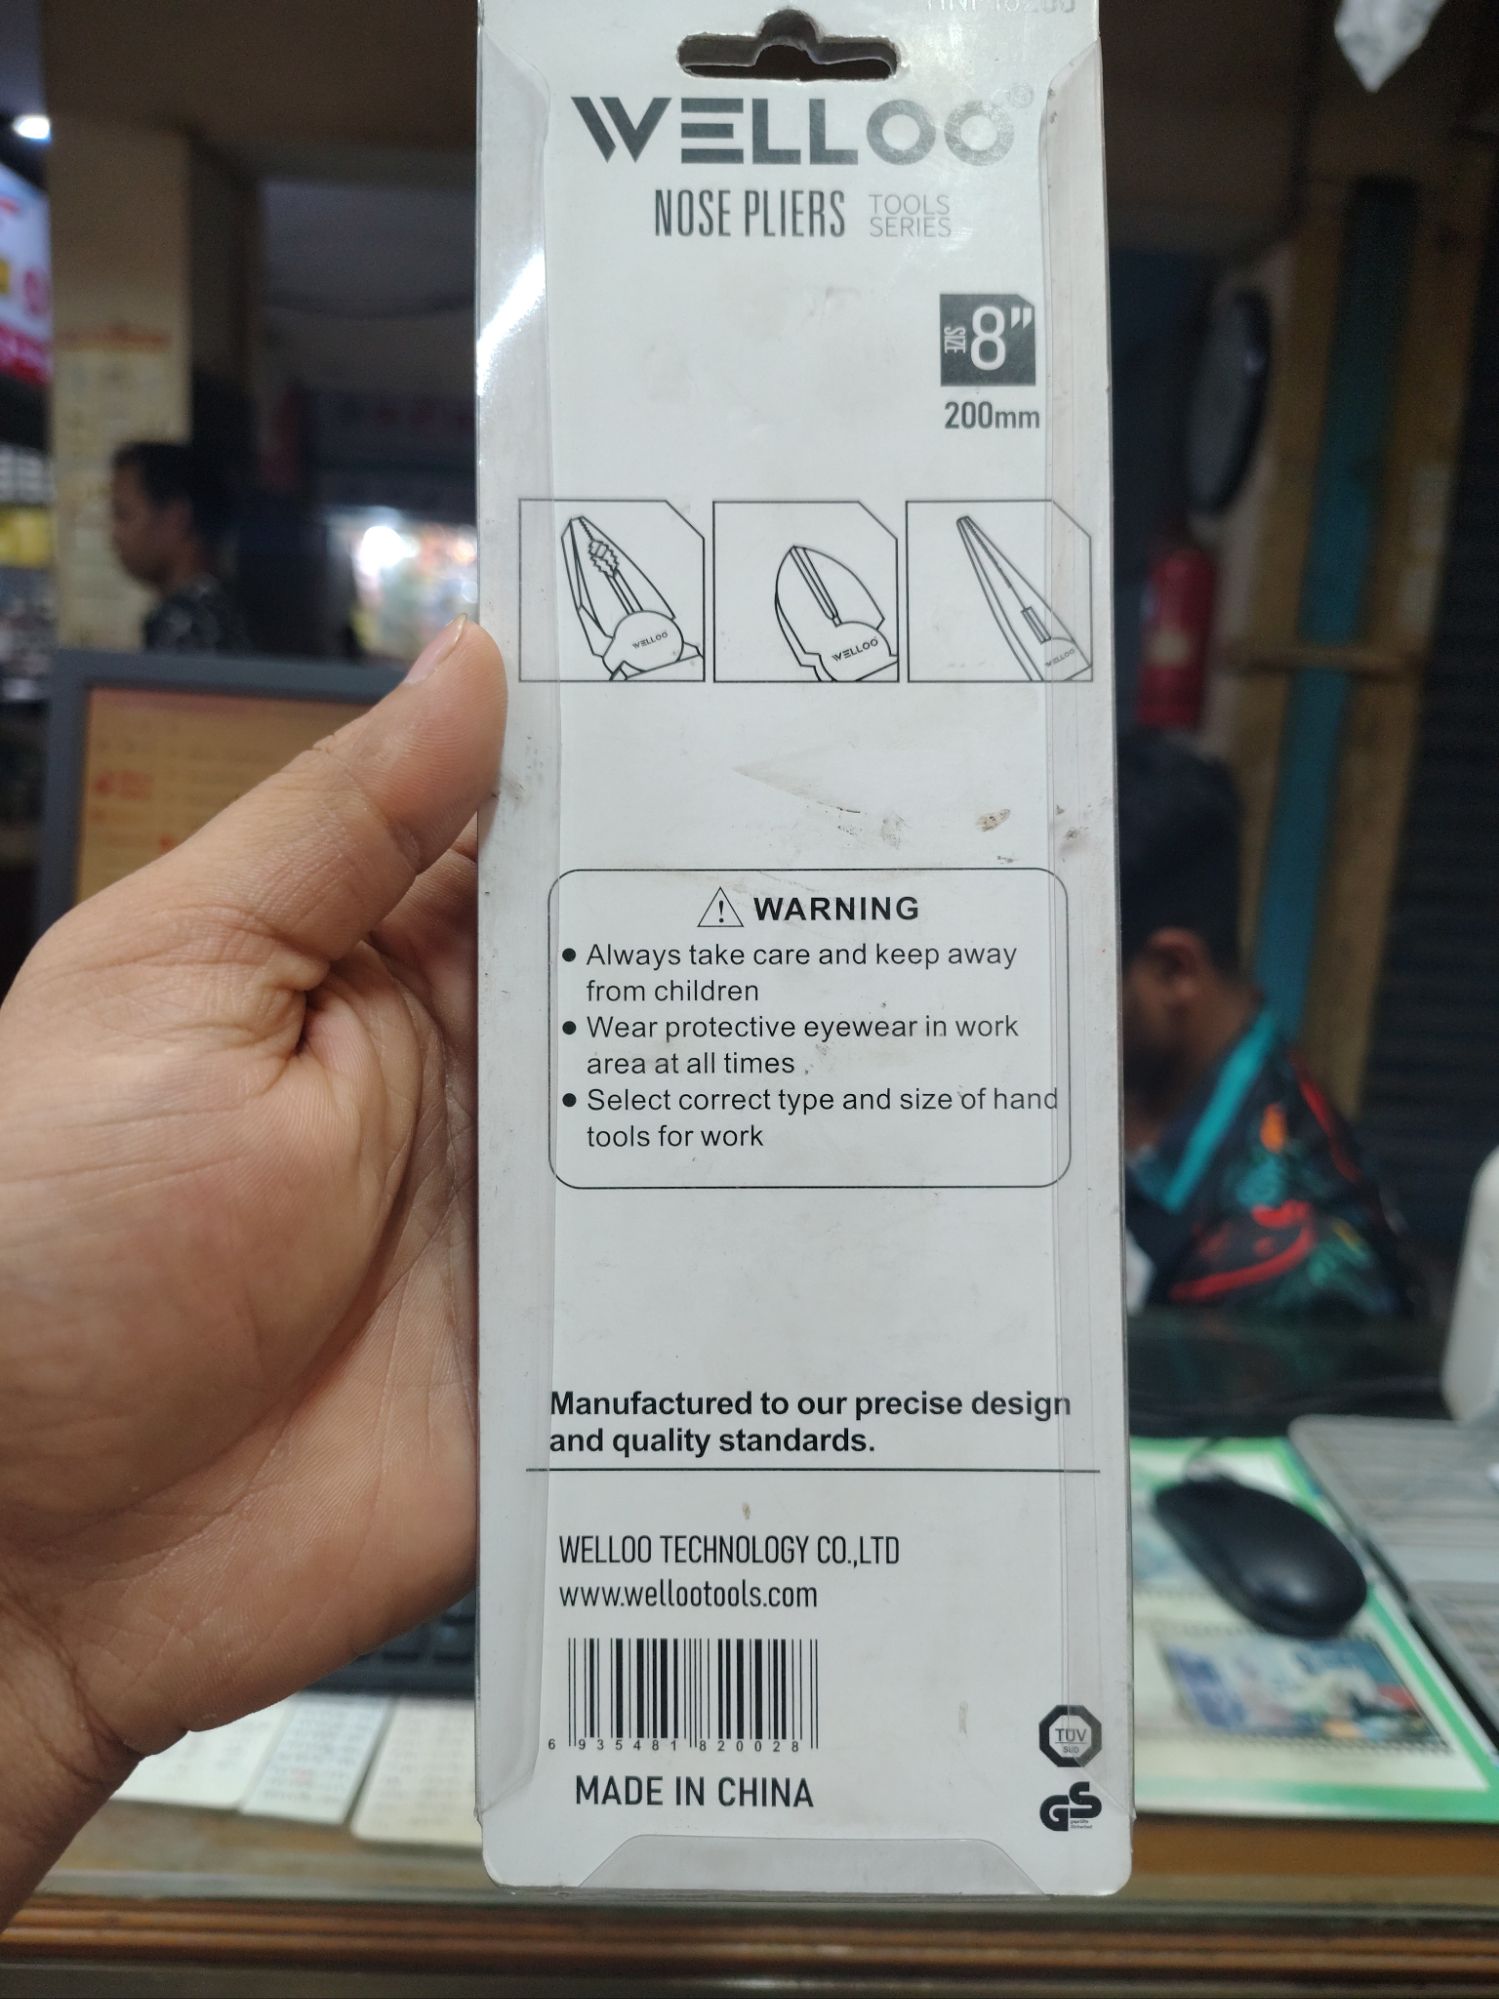 WELLOO®
NOSE PLIERS TOOLS SERIES
SIZE 8”
200mm
WELLOO
WELLOO
WELLOO
WARNING
● Always take care and keep away
from children
● Wear protective eyewear in work
area at all times
● Select correct type and size of hand
tools for work
Manufactured to our precise design
and quality standards.
WELLOO TECHNOLOGY CO.,LTD
www.wellootools.com
6 935481 820028
MADE IN CHINA
TÜV
SÜD
GS